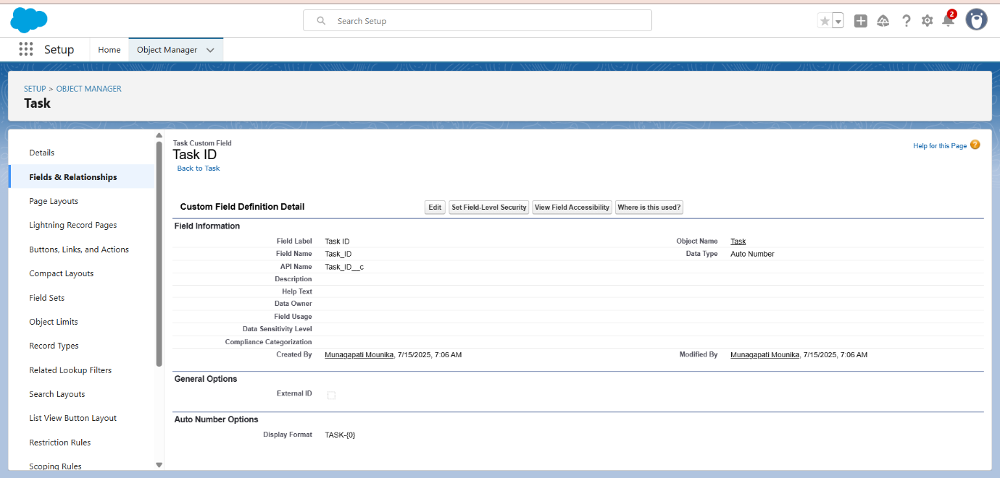 Search Setup
2
Setup
Home
Object Manager
SETUP > OBJECT MANAGER
Task
Details
Fields & Relationships
Page Layouts
Lightning Record Pages
Buttons, Links, and Actions
Compact Layouts
Field Sets
Object Limits
Record Types
Related Lookup Filters
Search Layouts
List View Button Layout
Restriction Rules
Scoping Rules
Task Custom Field
Task ID
Back to Task
Help for this Page ?
Custom Field Definition Detail
Edit
Set Field-Level Security
View Field Accessibility
Where is this used?
Field Information
Field Label Task ID
Object Name Task
Field Name Task_ID
Data Type Auto Number
API Name Task_ID__c
Description
Help Text
Data Owner
Field Usage
Data Sensitivity Level
Compliance Categorization
Created By Munagapati Mounika, 7/15/2025, 7:06 AM
Modified By Munagapati Mounika, 7/15/2025, 7:06 AM
General Options
External ID
Auto Number Options
Display Format TASK-{0}